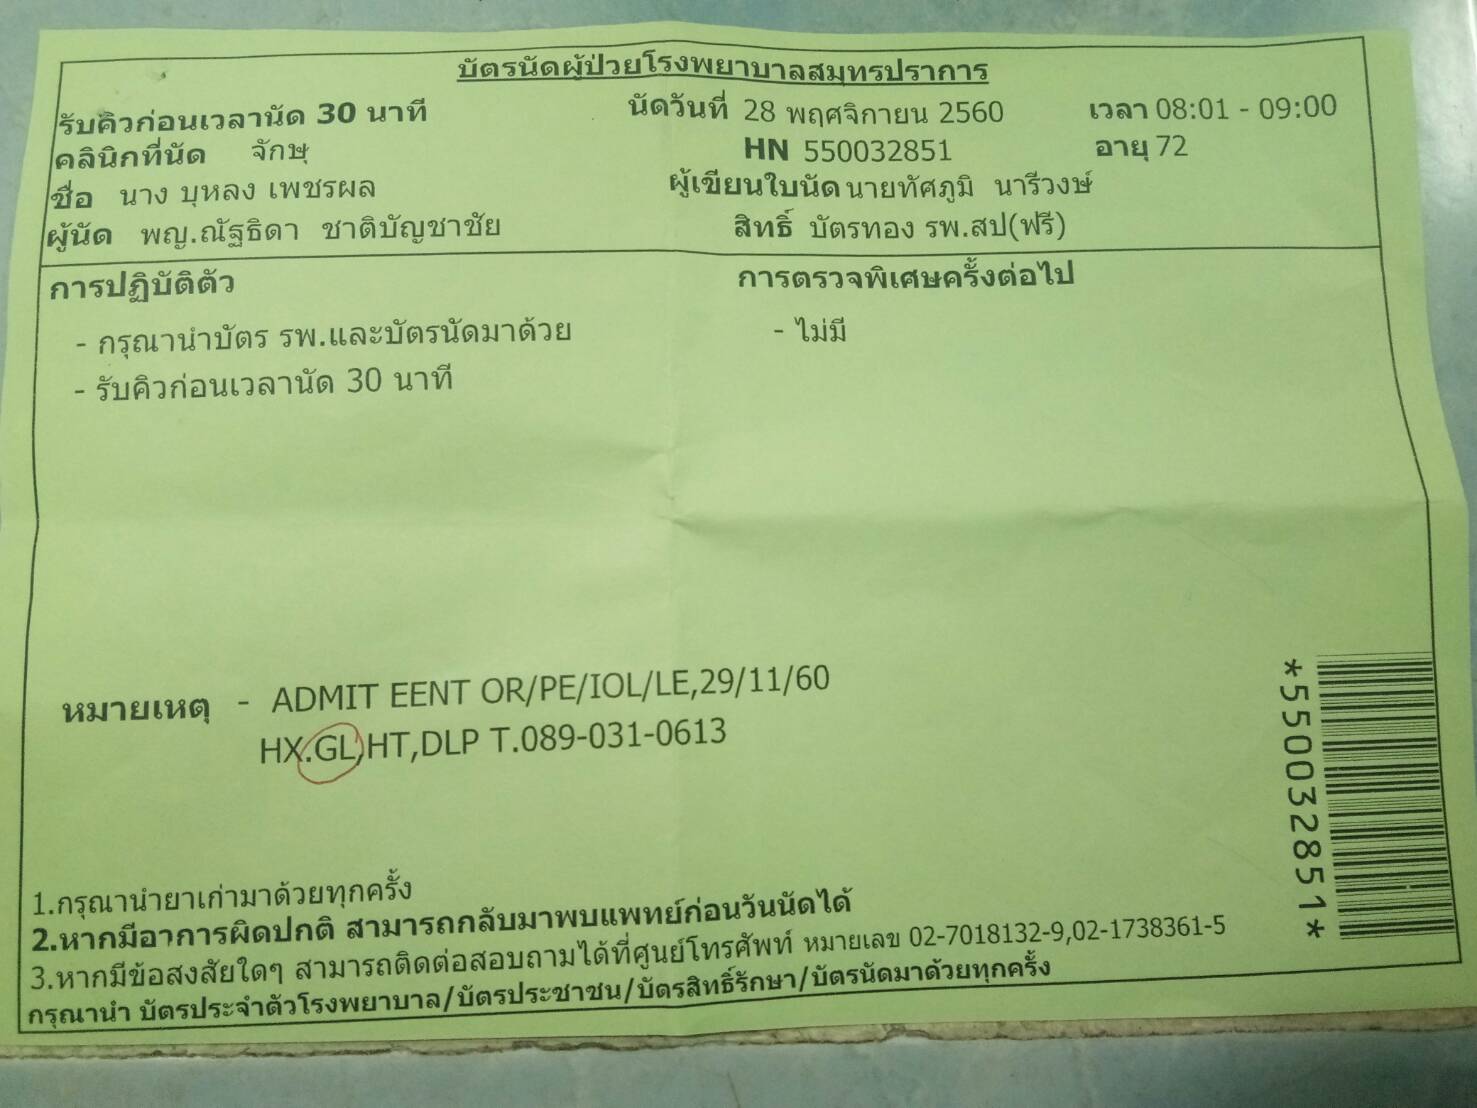 บัตรนัดผู้ป่วยโรงพยาบาลสมุทรปราการ
รับคิวก่อนเวลานัด 30 นาที นัดวันที่ 28 พฤศจิกายน 2560 เวลา 08:01 - 09:00
คลินิกที่นัด จักษุ HN 550032851 อายุ 72
ชื่อ นาง บุหลง เพชรผล ผู้เขียนใบนัด นายทัศภูมิ นารีวงษ์
ผู้นัด พญ.ณัฐธิดา ชาติบัญชาชัย สิทธิ์ บัตรทอง รพ.สป(ฟรี)
การปฏิบัติตัว การตรวจพิเศษครั้งต่อไป
- กรุณานำบัตร รพ.และบัตรนัดมาด้วย - ไม่มี
- รับคิวก่อนเวลานัด 30 นาที
หมายเหตุ - ADMIT EENT OR/PE/IOL/LE,29/11/60
HX.GL,HT,DLP T.089-031-0613
*550032851*
1.กรุณานำยาเก่ามาด้วยทุกครั้ง
2.หากมีอาการผิดปกติ สามารถกลับมาพบแพทย์ก่อนวันนัดได้
3.หากมีข้อสงสัยใดๆ สามารถติดต่อสอบถามได้ที่ศูนย์โทรศัพท์ หมายเลข 02-7018132-9,02-1738361-5
กรุณานำ บัตรประจำตัวโรงพยาบาล/บัตรประชาชน/บัตรสิทธิ์รักษา/บัตรนัดมาด้วยทุกครั้ง